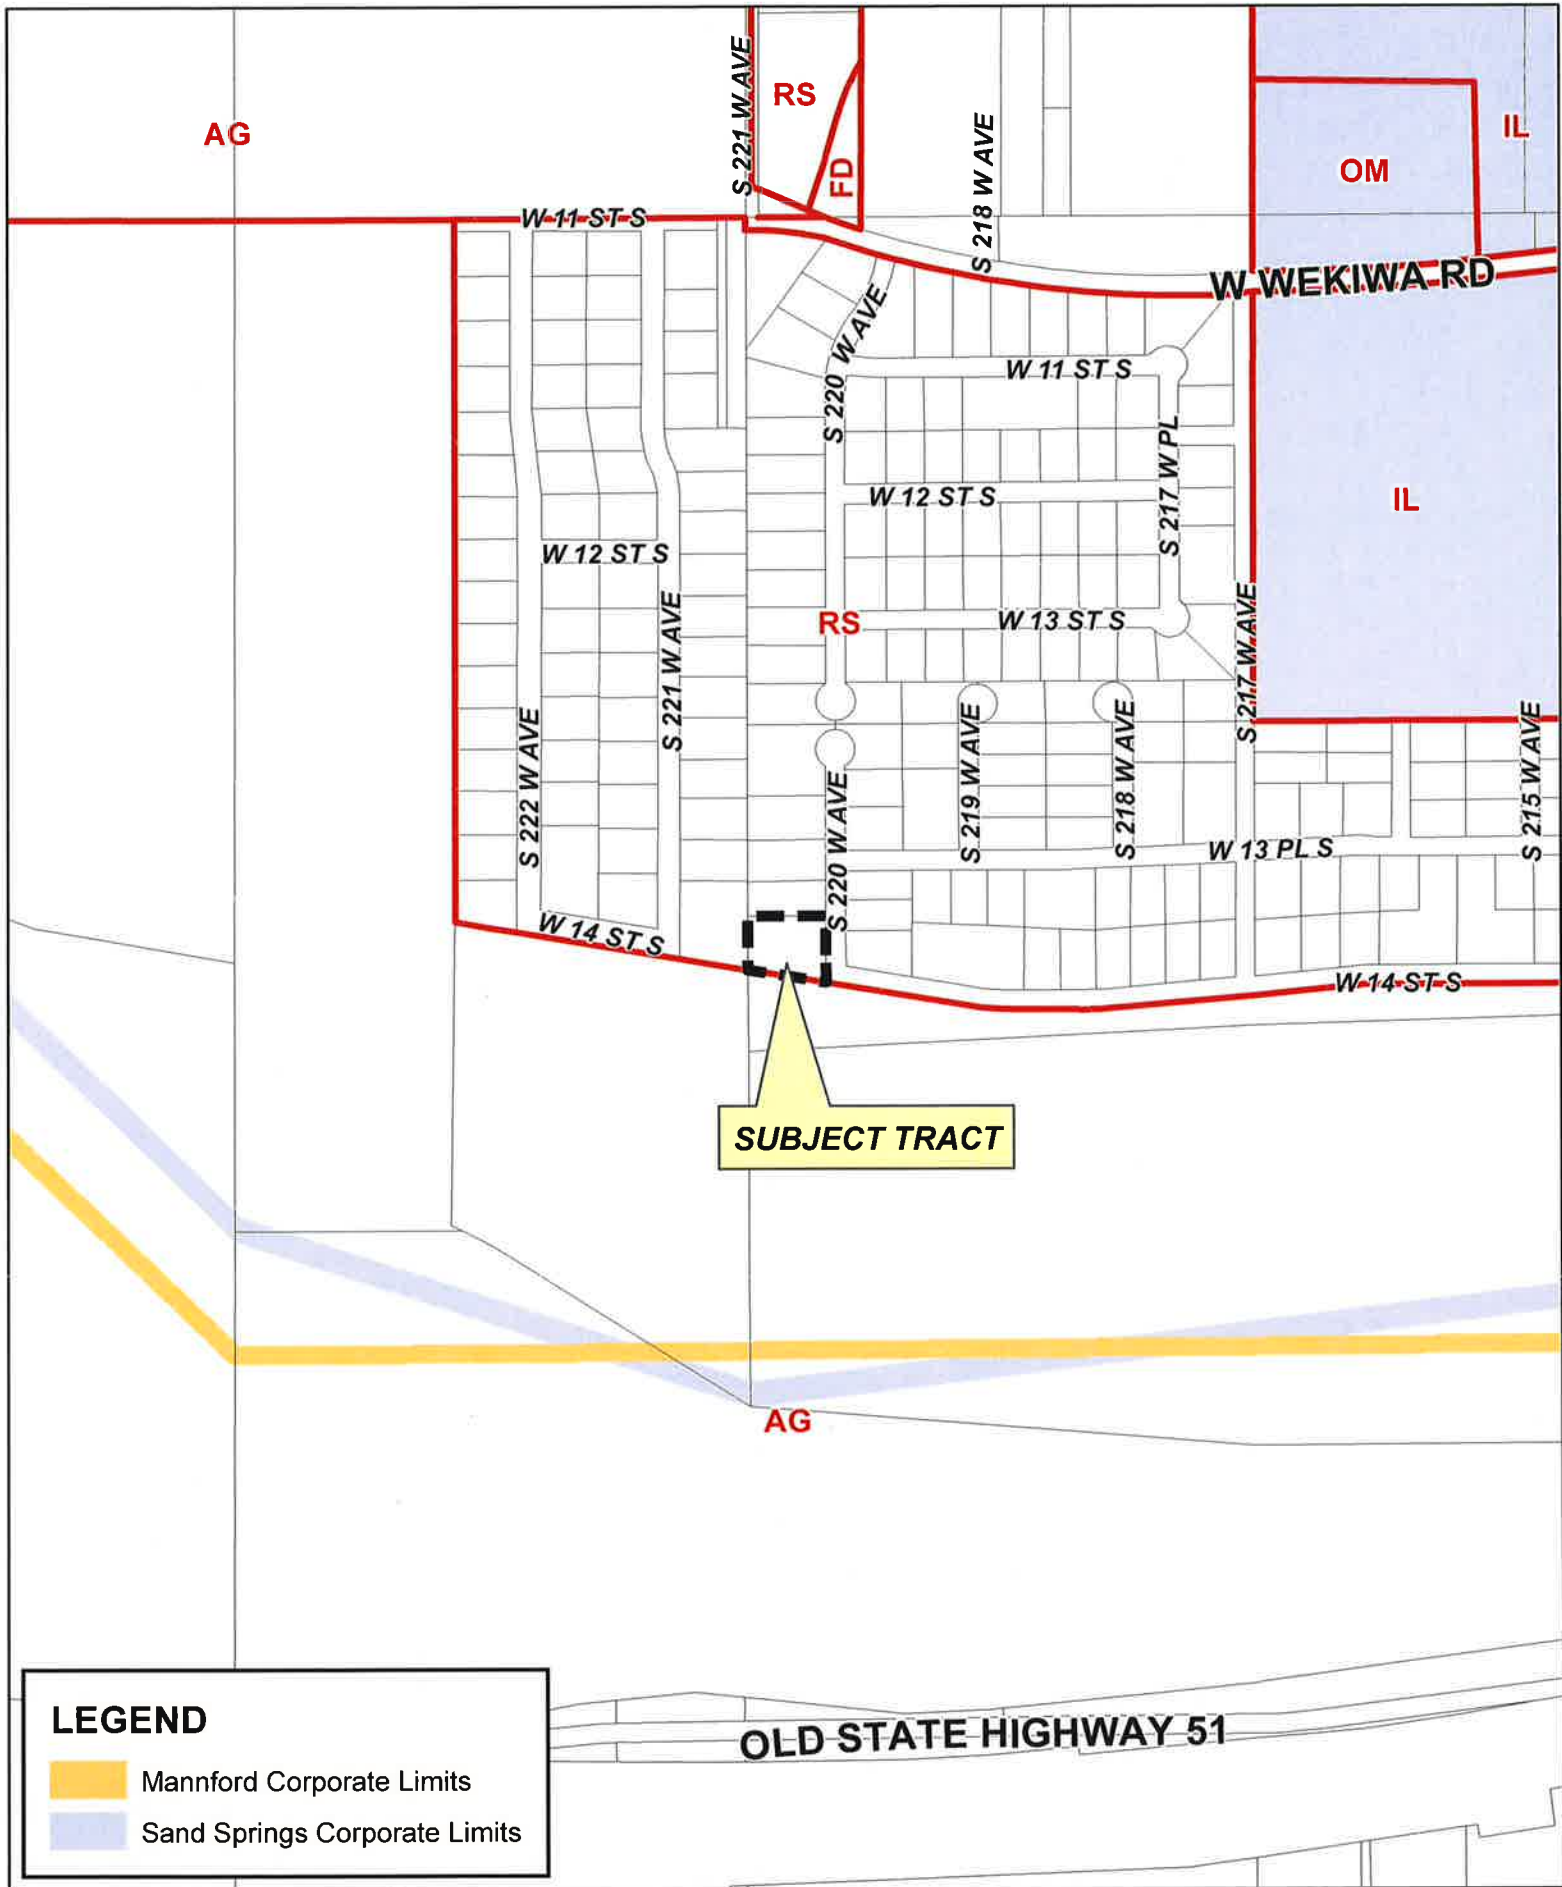 S 221 W AVE
RS
AG
FD
S 218 W AVE
IL
OM
W 11 ST S
W WEKIWA RD
S 220 W AVE
W 11 ST S
S 217 W PL
W 12 ST S
IL
W 12 ST S
S 221 W AVE
RS
W 13 ST S
S 217 W AVE
S 222 W AVE
S 220 W AVE
S 219 W AVE
S 218 W AVE
S 215 W AVE
W 13 PL S
W 14 ST S
W 14 ST S
SUBJECT TRACT
AG
OLD STATE HIGHWAY 51
LEGEND
Mannford Corporate Limits
Sand Springs Corporate Limits